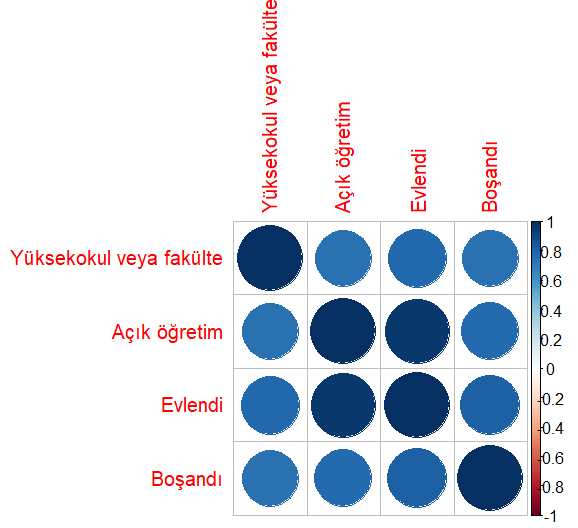 Yüksekokul veya fakülte
Açık öğretim
Evlendi
Boşandı
Yüksekokul veya fakülte
Açık öğretim
Evlendi
Boşandı
1
0.8
0.6
0.4
0.2
0
-0.2
-0.4
-0.6
-0.8
-1